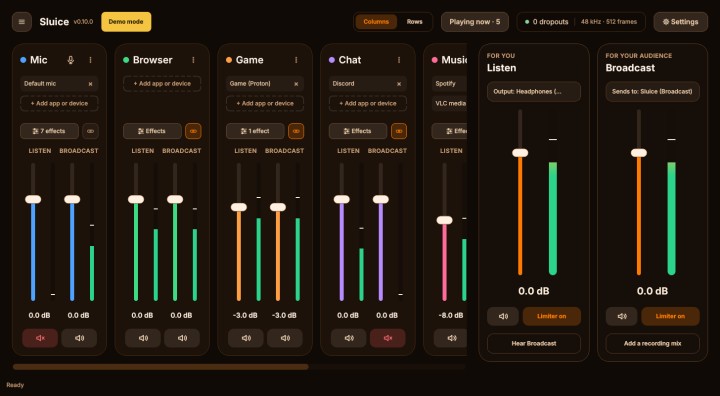 Sluice v0.10.0 Demo mode Columns Rows Playing now · 5 0 dropouts 48 kHz · 512 frames Settings
Mic
Default mic ×
+ Add app or device
7 effects
LISTEN BROADCAST
0.0 dB 0.0 dB
Browser
+ Add app or device
Effects
LISTEN BROADCAST
0.0 dB 0.0 dB
Game
Game (Proton) ×
+ Add app or device
1 effect
LISTEN BROADCAST
-3.0 dB -3.0 dB
Chat
Discord ×
+ Add app or device
Effects
LISTEN BROADCAST
0.0 dB 0.0 dB
Music
Spotify
VLC media
Effe
LISTEN
-8.0 dB
FOR YOU
Listen
Output: Headphones (...
0.0 dB
Limiter on
Hear Broadcast
FOR YOUR AUDIENCE
Broadcast
Sends to: Sluice (Broadcast)
0.0 dB
Limiter on
Add a recording mix
Ready